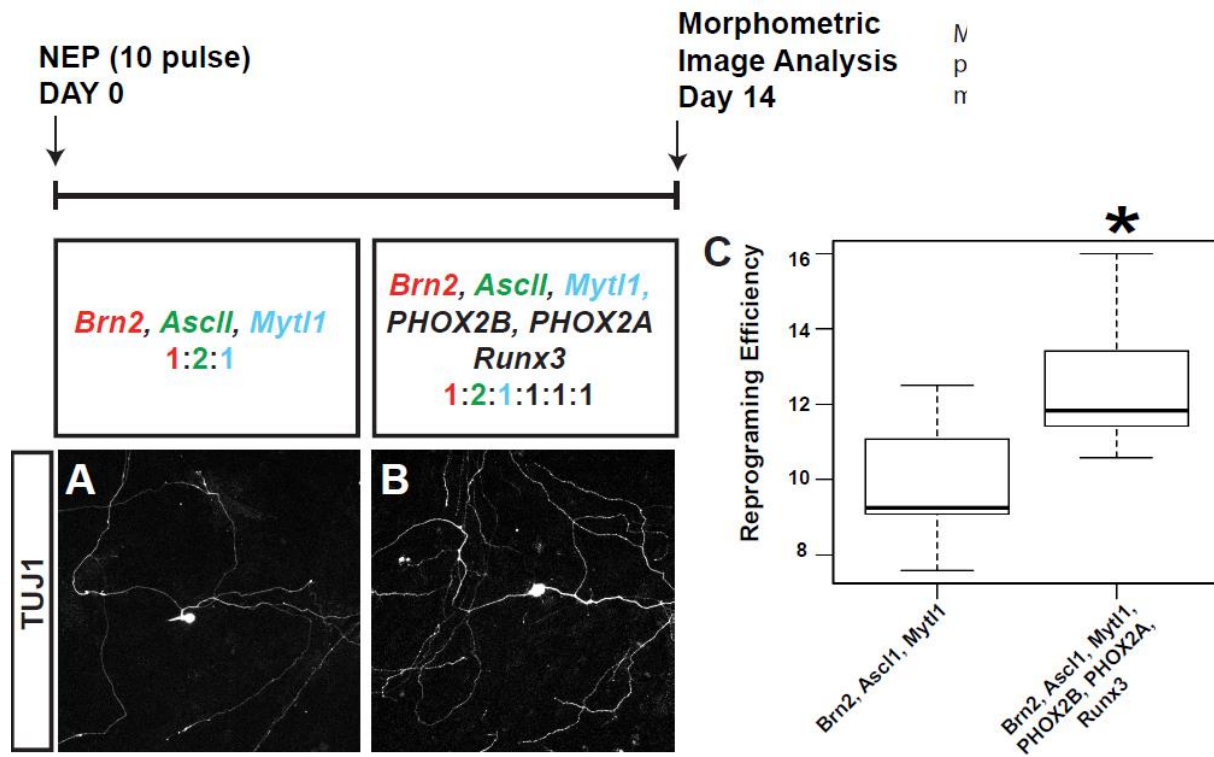 NEP (10 pulse)
DAY 0
Morphometric
Image Analysis
Day 14
Brn2, AscII, Mytl1
1:2:1
Brn2, AscII, Mytl1,
PHOX2B, PHOX2A
Runx3
1:2:1:1:1:1
TUJ1
A
B
C
*
Reprograming Efficiency
16
14
12
10
8
Brn2, Ascl1, Mytl1
Brn2, Ascl1, Mytl1,
PHOX2B, PHOX2A,
Runx3